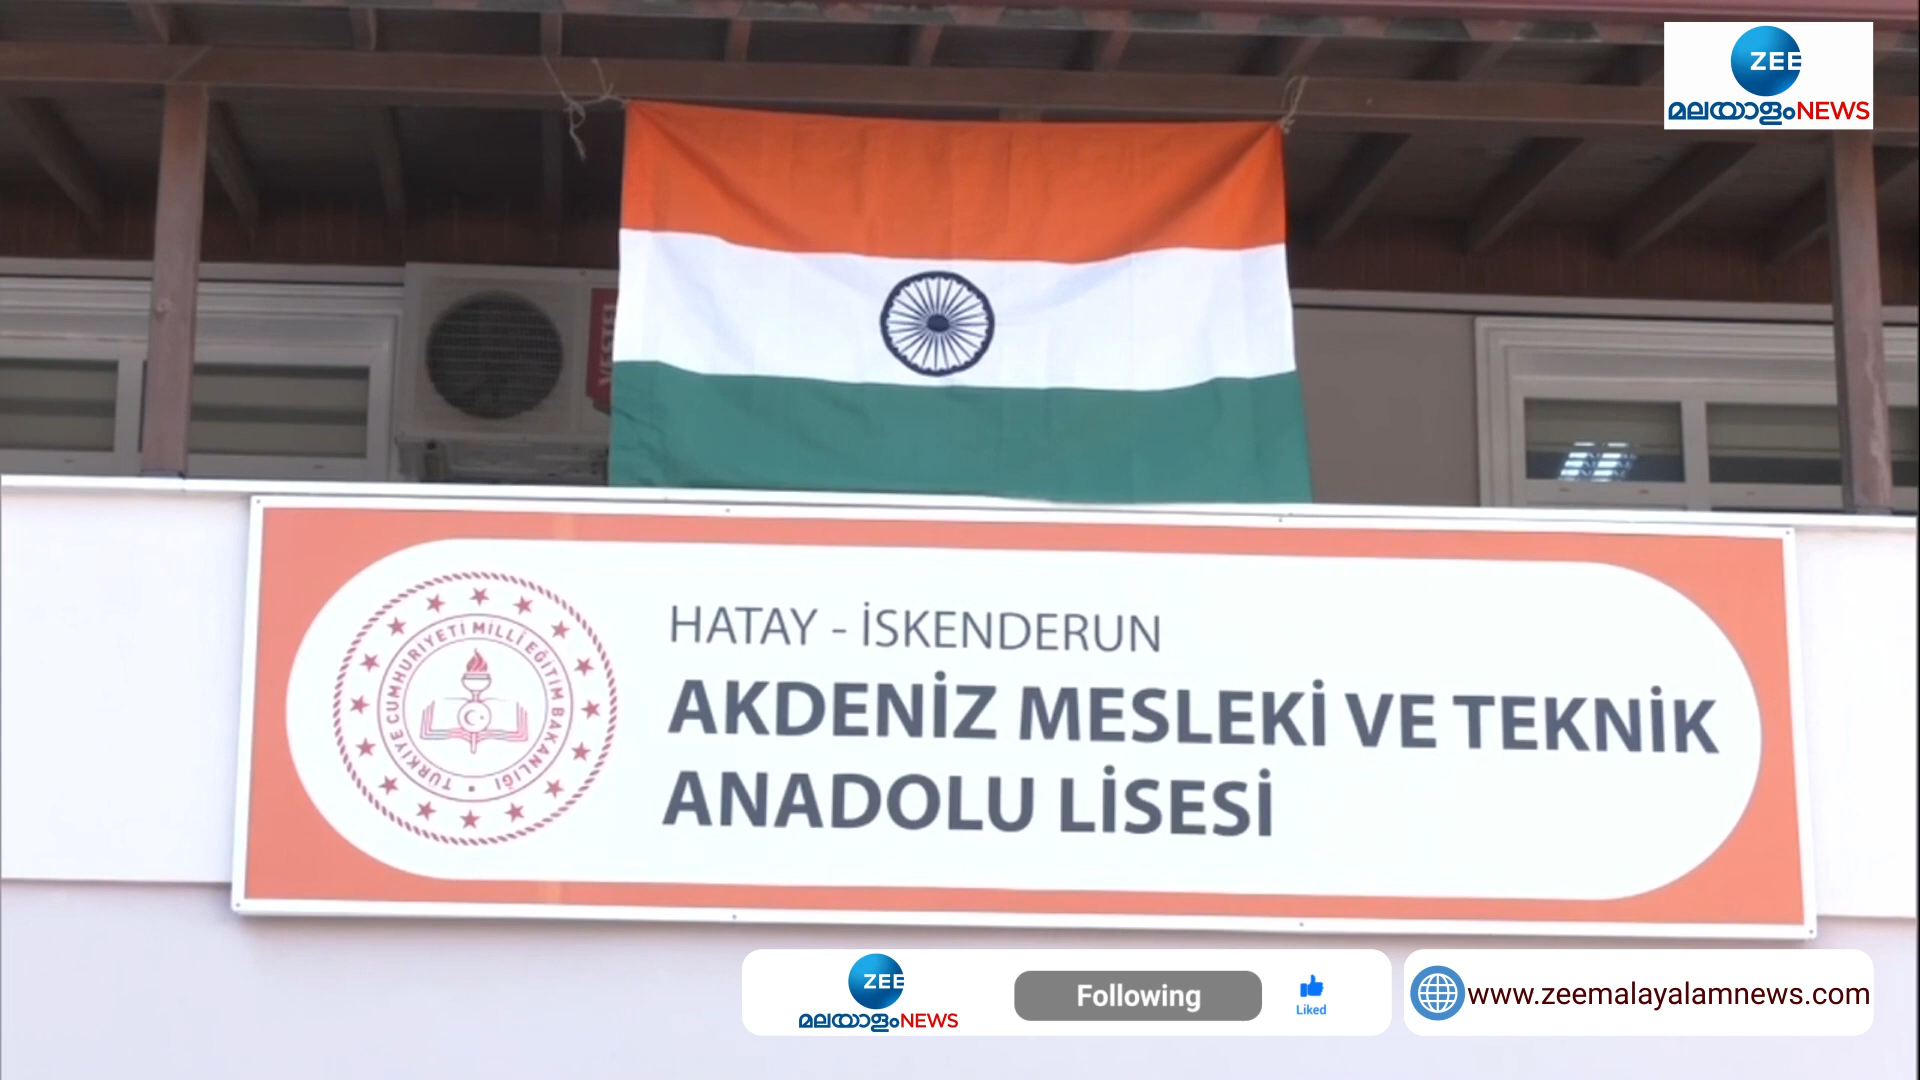 ZEE
മലയാളംNEWS
VESTEL
HATAY - İSKENDERUN
AKDENİZ MESLEKİ VE TEKNİK
ANADOLU LİSESİ
TÜRKİYE CUMHURİYETİ MİLLÎ EĞİTİM BAKANLIĞI
ZEE
മലയാളംNEWS
Following
Liked
www.zeemalayalamnews.com